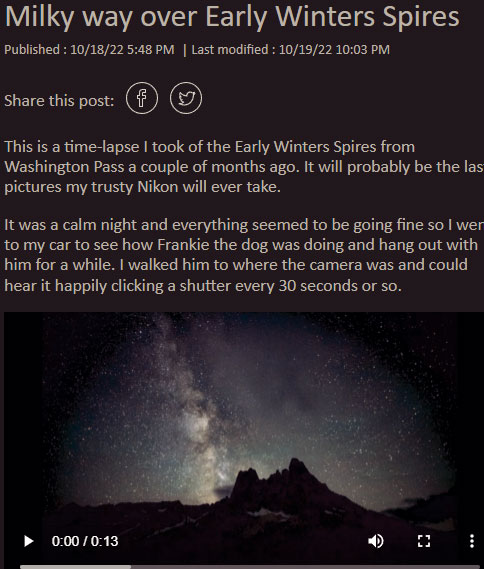 Milky way over Early Winters Spires
Published : 10/18/22 5:48 PM | Last modified : 10/19/22 10:03 PM
Share this post:
This is a time-lapse I took of the Early Winters Spires from
Washington Pass a couple of months ago. It will probably be the las
pictures my trusty Nikon will ever take.
It was a calm night and everything seemed to be going fine so I wen
to my car to see how Frankie the dog was doing and hang out with
him for a while. I walked him to where the camera was and could
hear it happily clicking a shutter every 30 seconds or so.
0:00 / 0:13